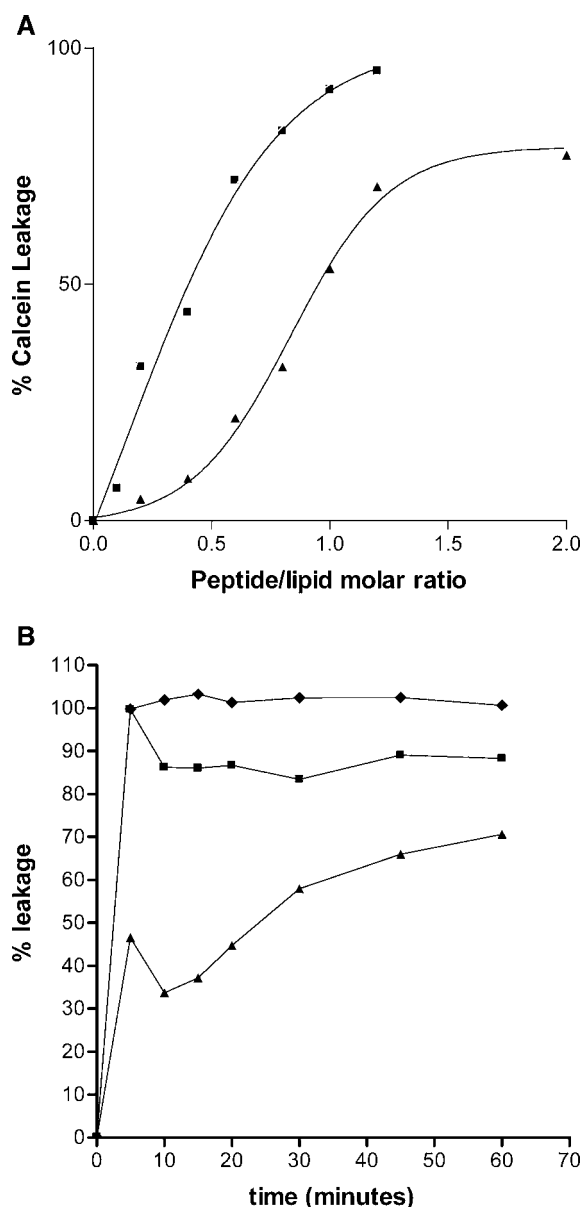 A
100
50
0
% Calcein Leakage
0.0 0.5 1.0 1.5 2.0
Peptide/lipid molar ratio
B
110
100
90
80
70
60
50
40
30
20
10
0
% leakage
0 10 20 30 40 50 60 70
time (minutes)